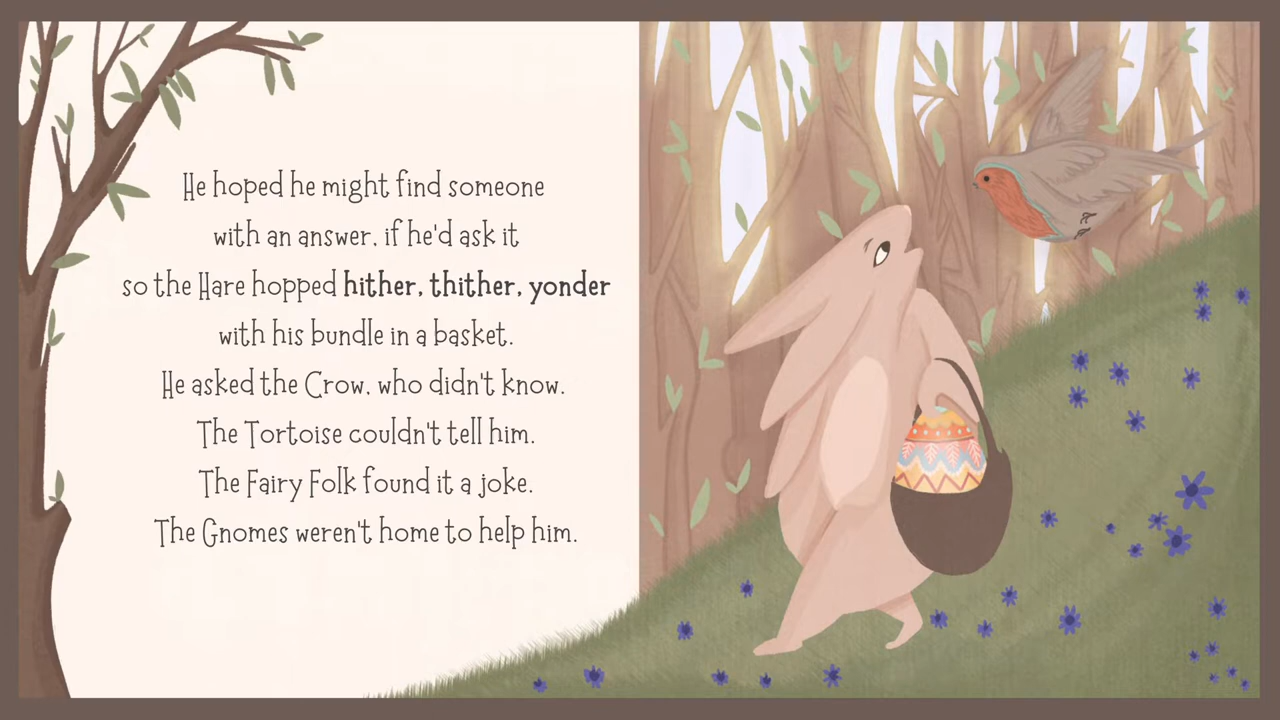 He hoped he might find someone
with an answer, if he'd ask it
so the Hare hopped hither, thither, yonder
with his bundle in a basket.
He asked the Crow, who didn't know.
The Tortoise couldn't tell him.
The Fairy Folk found it a joke.
The Gnomes weren't home to help him.